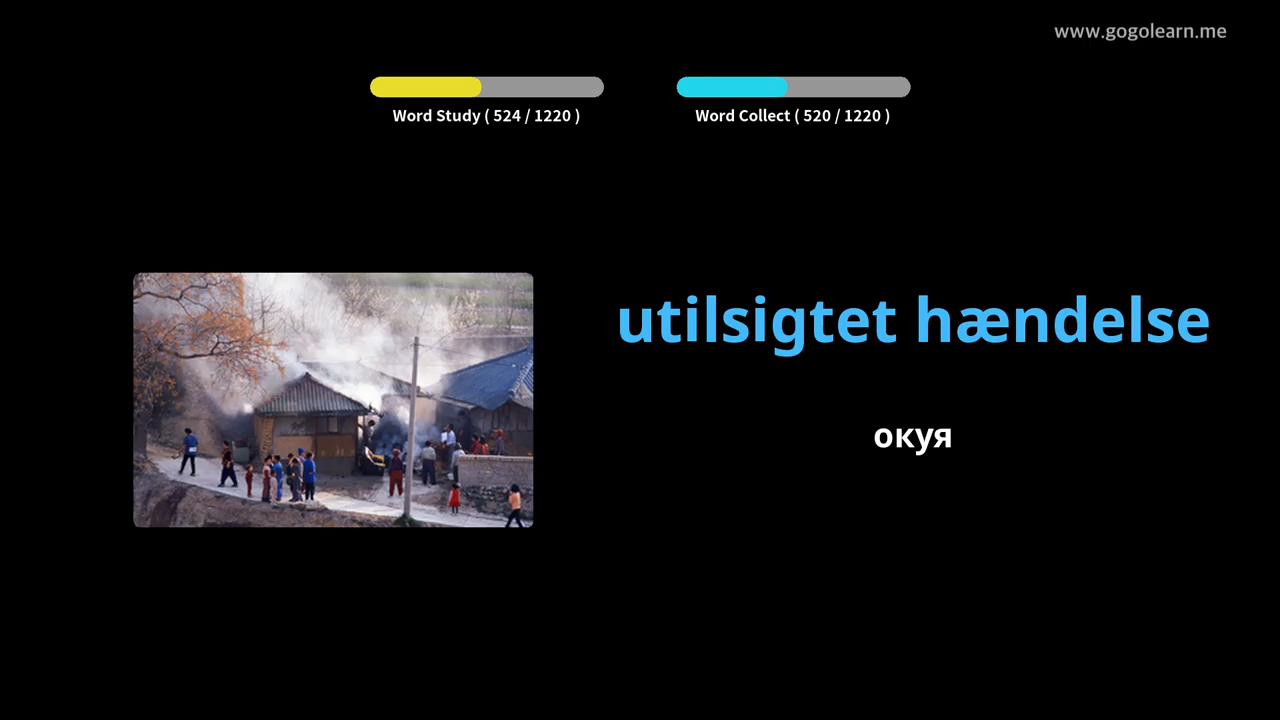 www.gogolearn.me
Word Study ( 524 / 1220 )
Word Collect ( 520 / 1220 )
utilsigtet hændelse
окуя